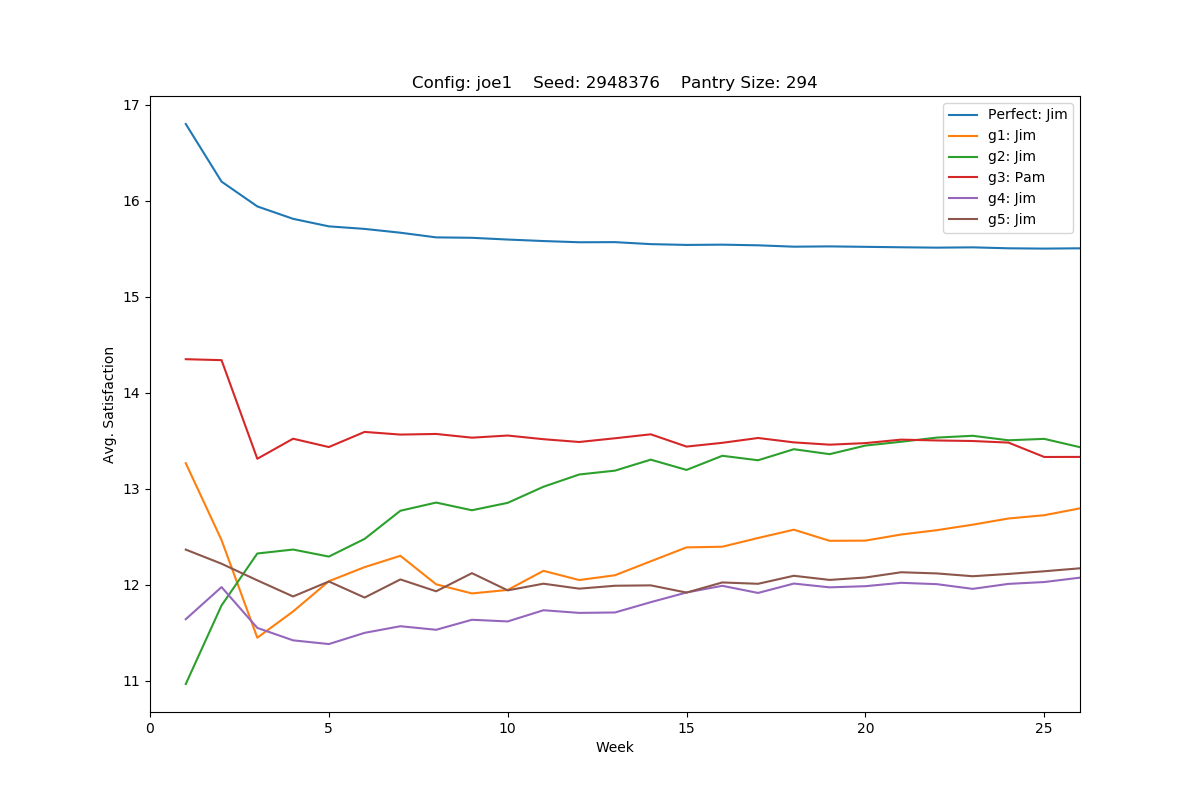 Config: joe1    Seed: 2948376    Pantry Size: 294
17
16
15
14
13
12
11
Avg. Satisfaction
Perfect: Jim
g1: Jim
g2: Jim
g3: Pam
g4: Jim
g5: Jim
0 5 10 15 20 25
Week